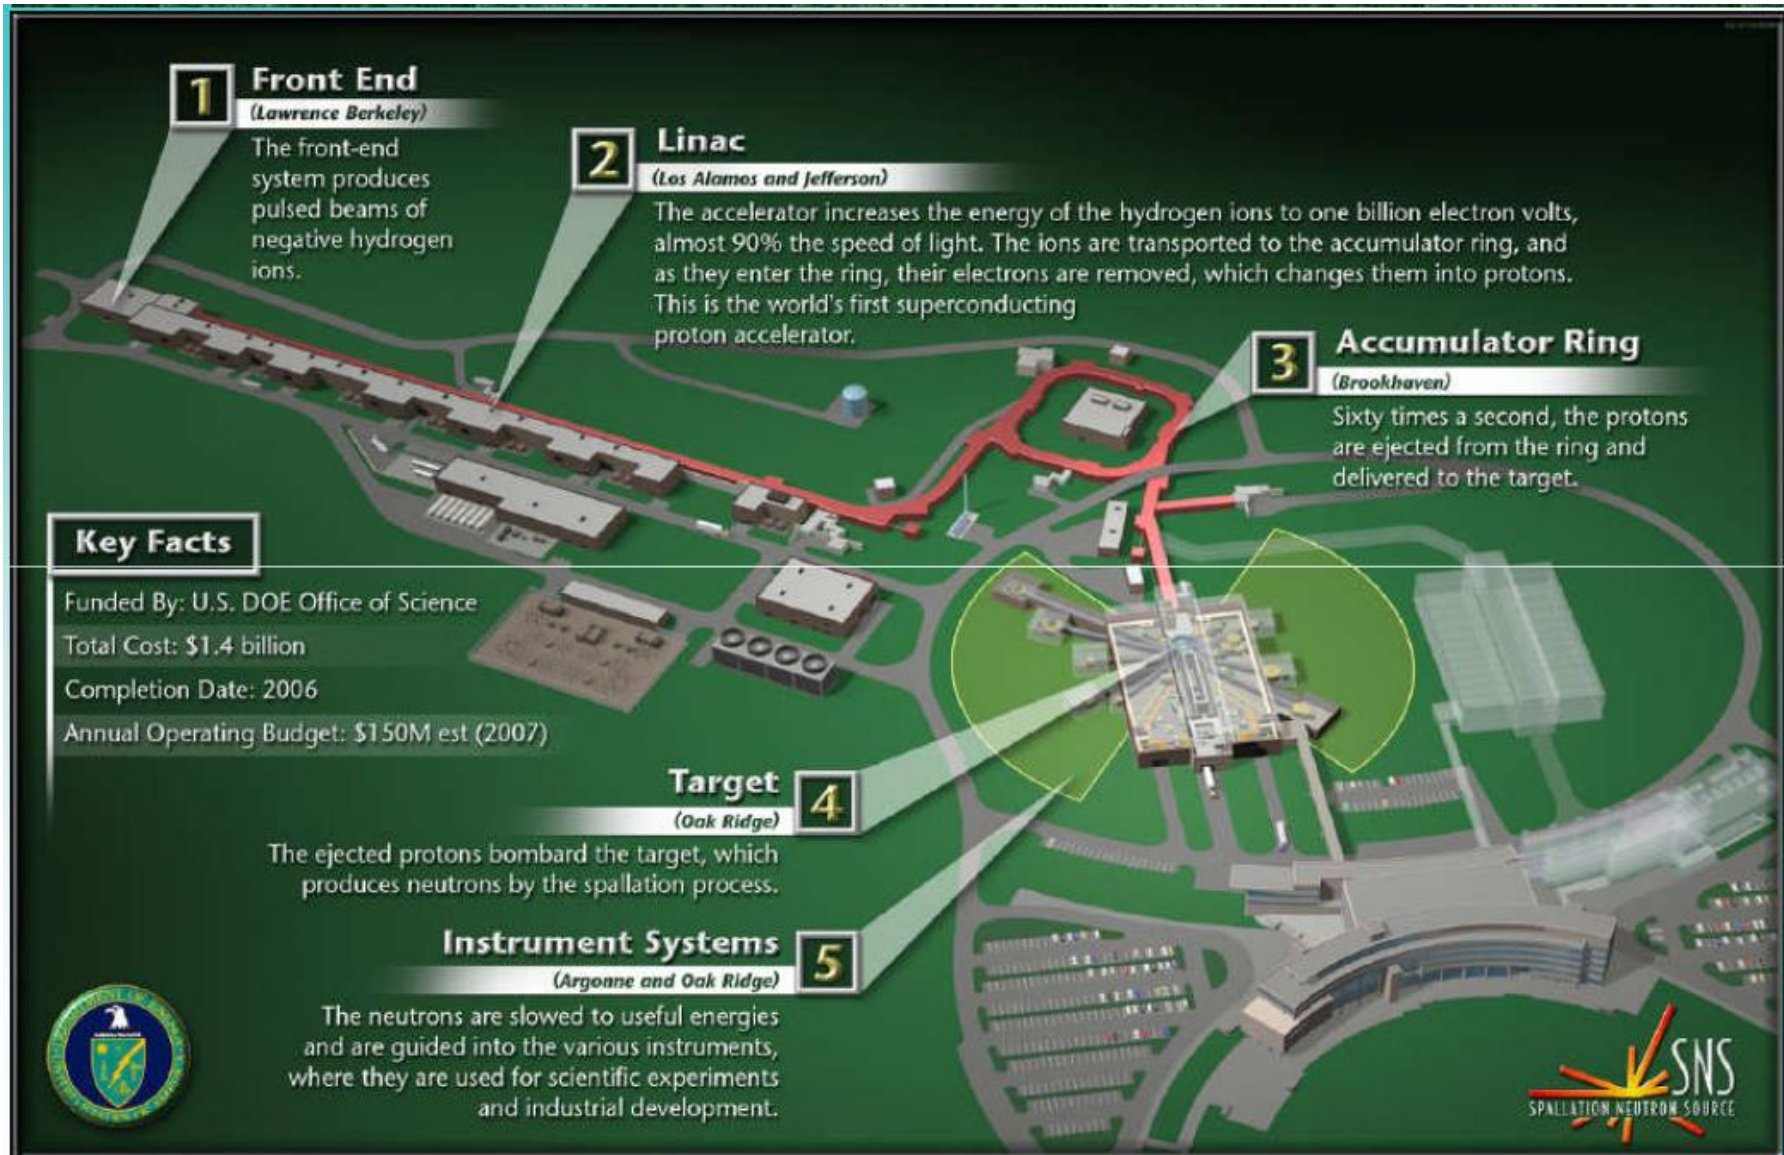 1
Front End
(Lawrence Berkeley)
The front-end
system produces
pulsed beams of
negative hydrogen
ions.
2
Linac
(Los Alamos and Jefferson)
The accelerator increases the energy of the hydrogen ions to one billion electron volts,
almost 90% the speed of light. The ions are transported to the accumulator ring, and
as they enter the ring, their electrons are removed, which changes them into protons.
This is the world's first superconducting
proton accelerator.
3
Accumulator Ring
(Brookhaven)
Sixty times a second, the protons
are ejected from the ring and
delivered to the target.
Key Facts
Funded By: U.S. DOE Office of Science
Total Cost: $1.4 billion
Completion Date: 2006
Annual Operating Budget: $150M est (2007)
Target
4
(Oak Ridge)
The ejected protons bombard the target, which
produces neutrons by the spallation process.
Instrument Systems
5
(Argonne and Oak Ridge)
The neutrons are slowed to useful energies
and are guided into the various instruments,
where they are used for scientific experiments
and industrial development.
SNS
SPALLATION NEUTRON SOURCE